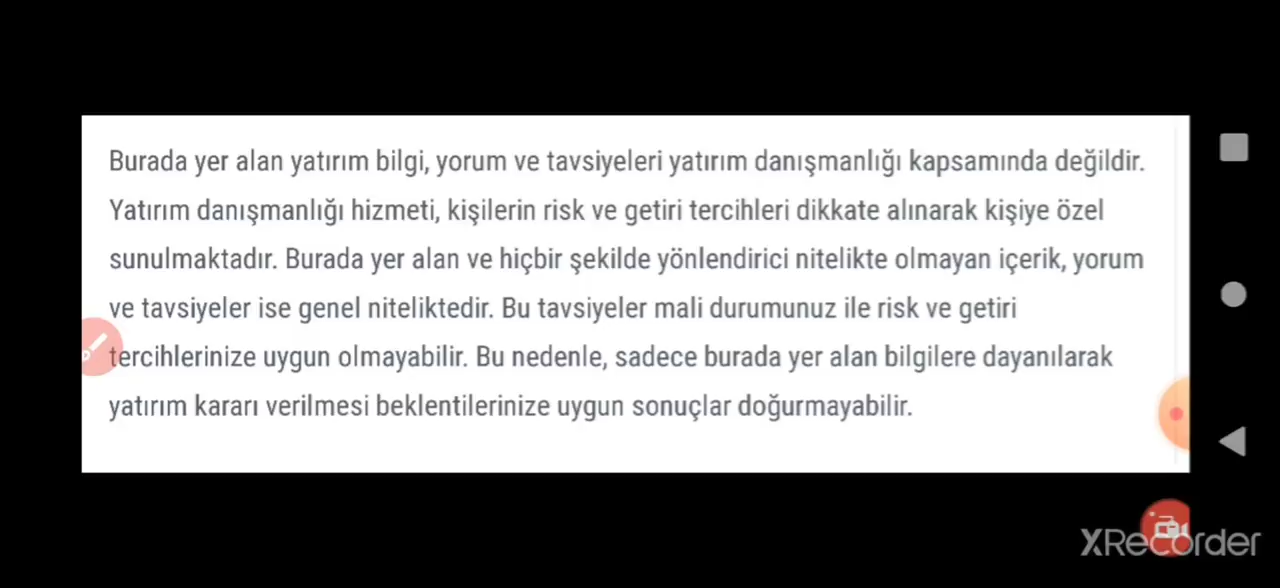 Burada yer alan yatırım bilgi, yorum ve tavsiyeleri yatırım danışmanlığı kapsamında değildir.
Yatırım danışmanlığı hizmeti, kişilerin risk ve getiri tercihleri dikkate alınarak kişiye özel
sunulmaktadır. Burada yer alan ve hiçbir şekilde yönlendirici nitelikte olmayan içerik, yorum
ve tavsiyeler ise genel niteliktedir. Bu tavsiyeler mali durumunuz ile risk ve getiri
tercihlerinize uygun olmayabilir. Bu nedenle, sadece burada yer alan bilgilere dayanılarak
yatırım kararı verilmesi beklentilerinize uygun sonuçlar doğurmayabilir.
XRecorder